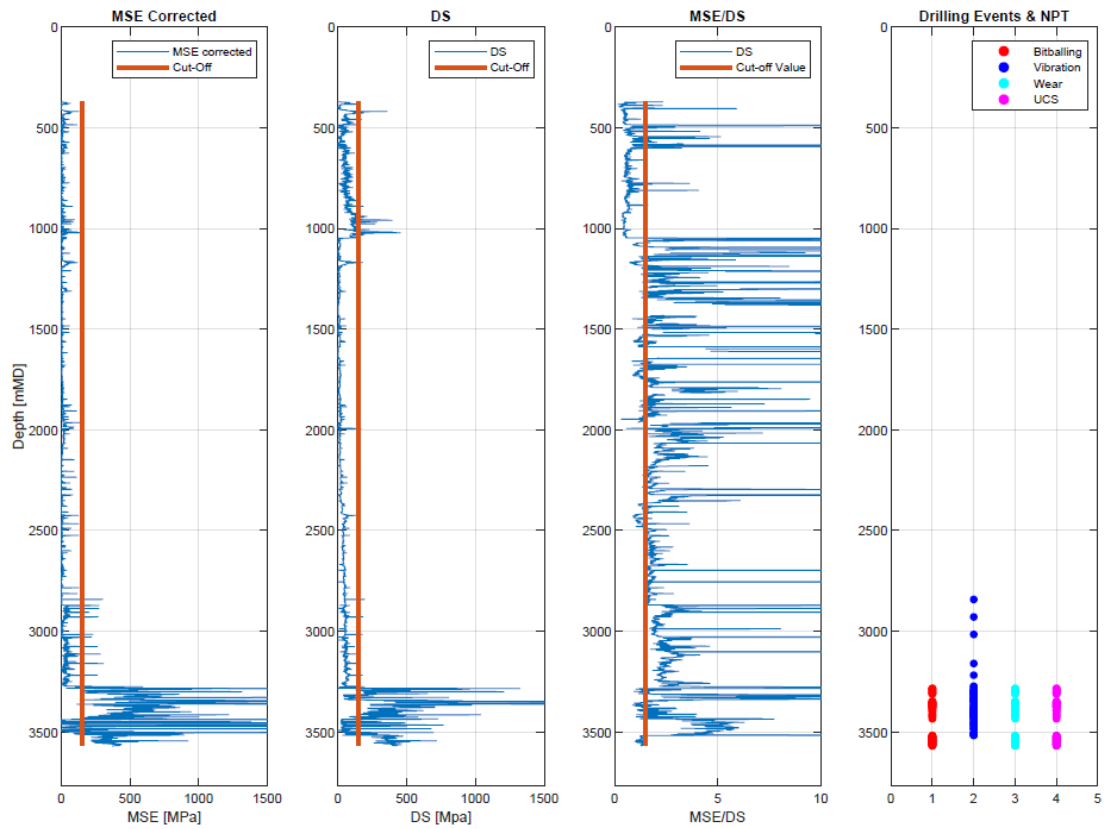 MSE Corrected
MSE corrected
Cut-Off
0
500
1000
1500
2000
2500
3000
3500
Depth [mMD]
0 500 1000 1500
MSE [MPa]
DS
DS
Cut-Off
0
500
1000
1500
2000
2500
3000
3500
0 500 1000 1500
DS [Mpa]
MSE/DS
DS
Cut-off Value
0
500
1000
1500
2000
2500
3000
3500
0 5 10
MSE/DS
Drilling Events & NPT
Bitballing
Vibration
Wear
UCS
0
500
1000
1500
2000
2500
3000
3500
0 1 2 3 4 5